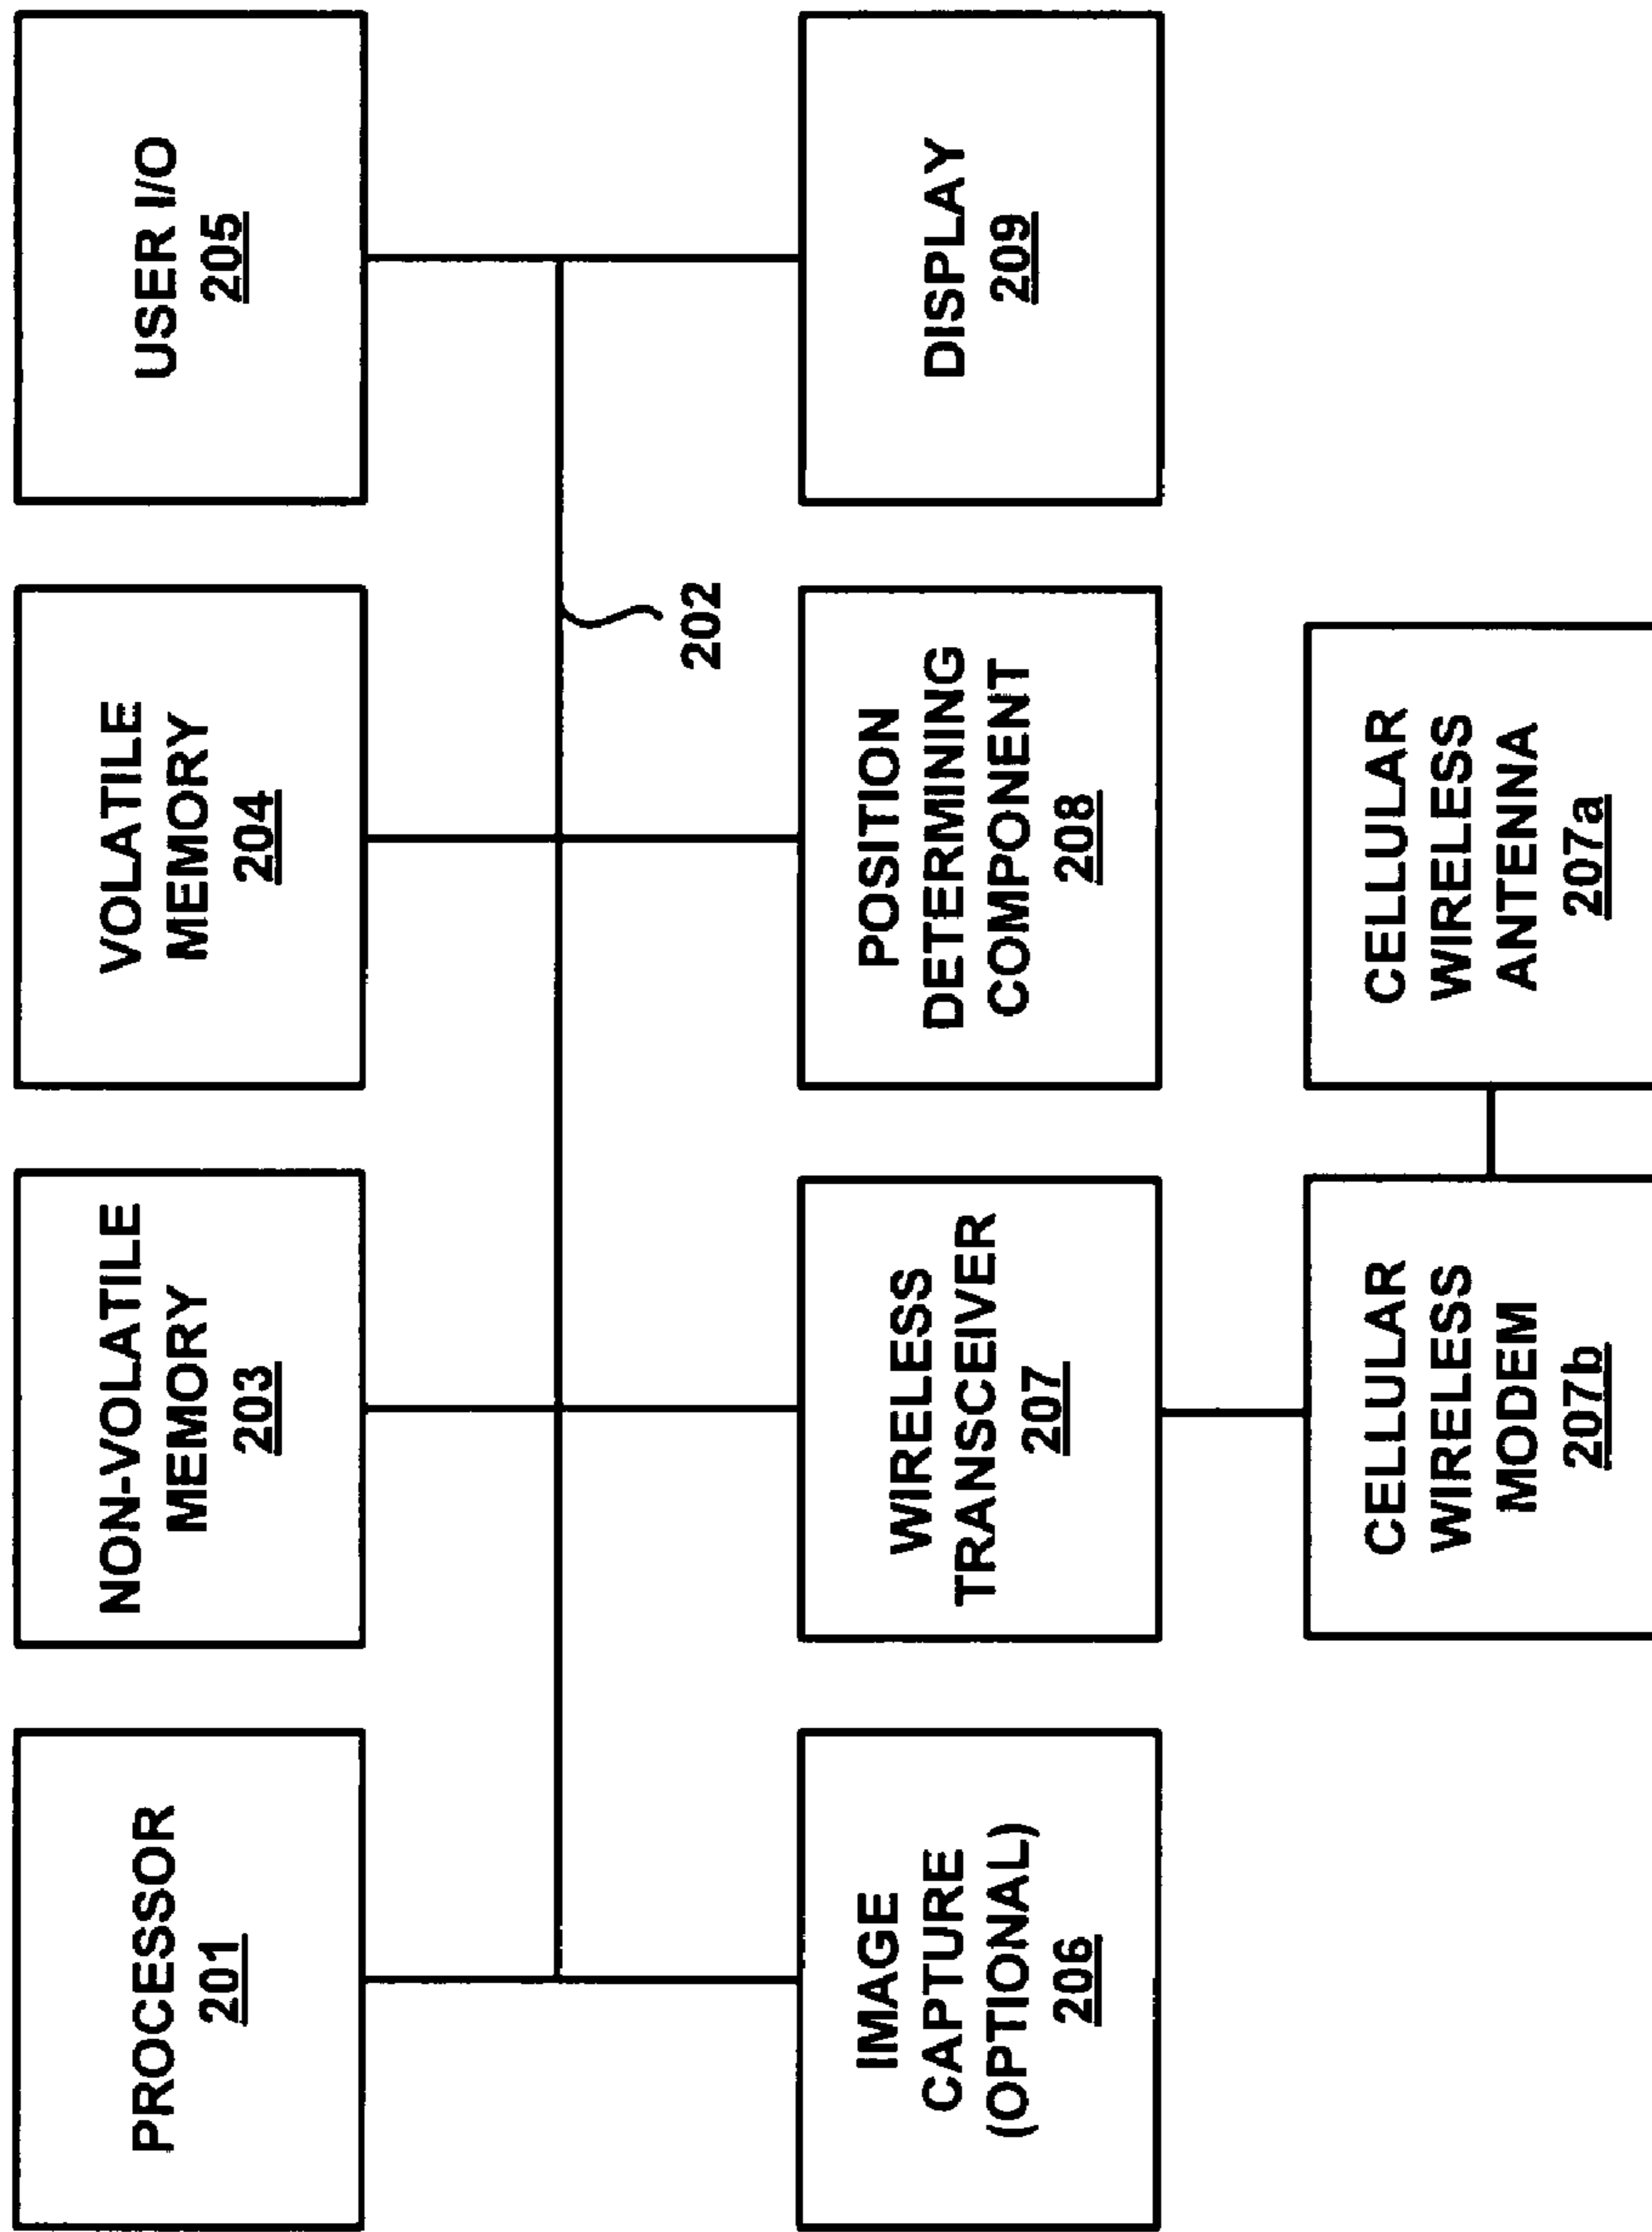 PROCESSOR
201
NON-VOLATILE
MEMORY
203
VOLATILE
MEMORY
204
USER I/O
205
202
IMAGE
CAPTURE
(OPTIONAL)
206
WIRELESS
TRANSCEIVER
207
POSITION
DETERMINING
COMPONENT
208
DISPLAY
209
CELLULAR
WIRELESS
MODEM
207b
CELLULAR
WIRELESS
ANTENNA
207a